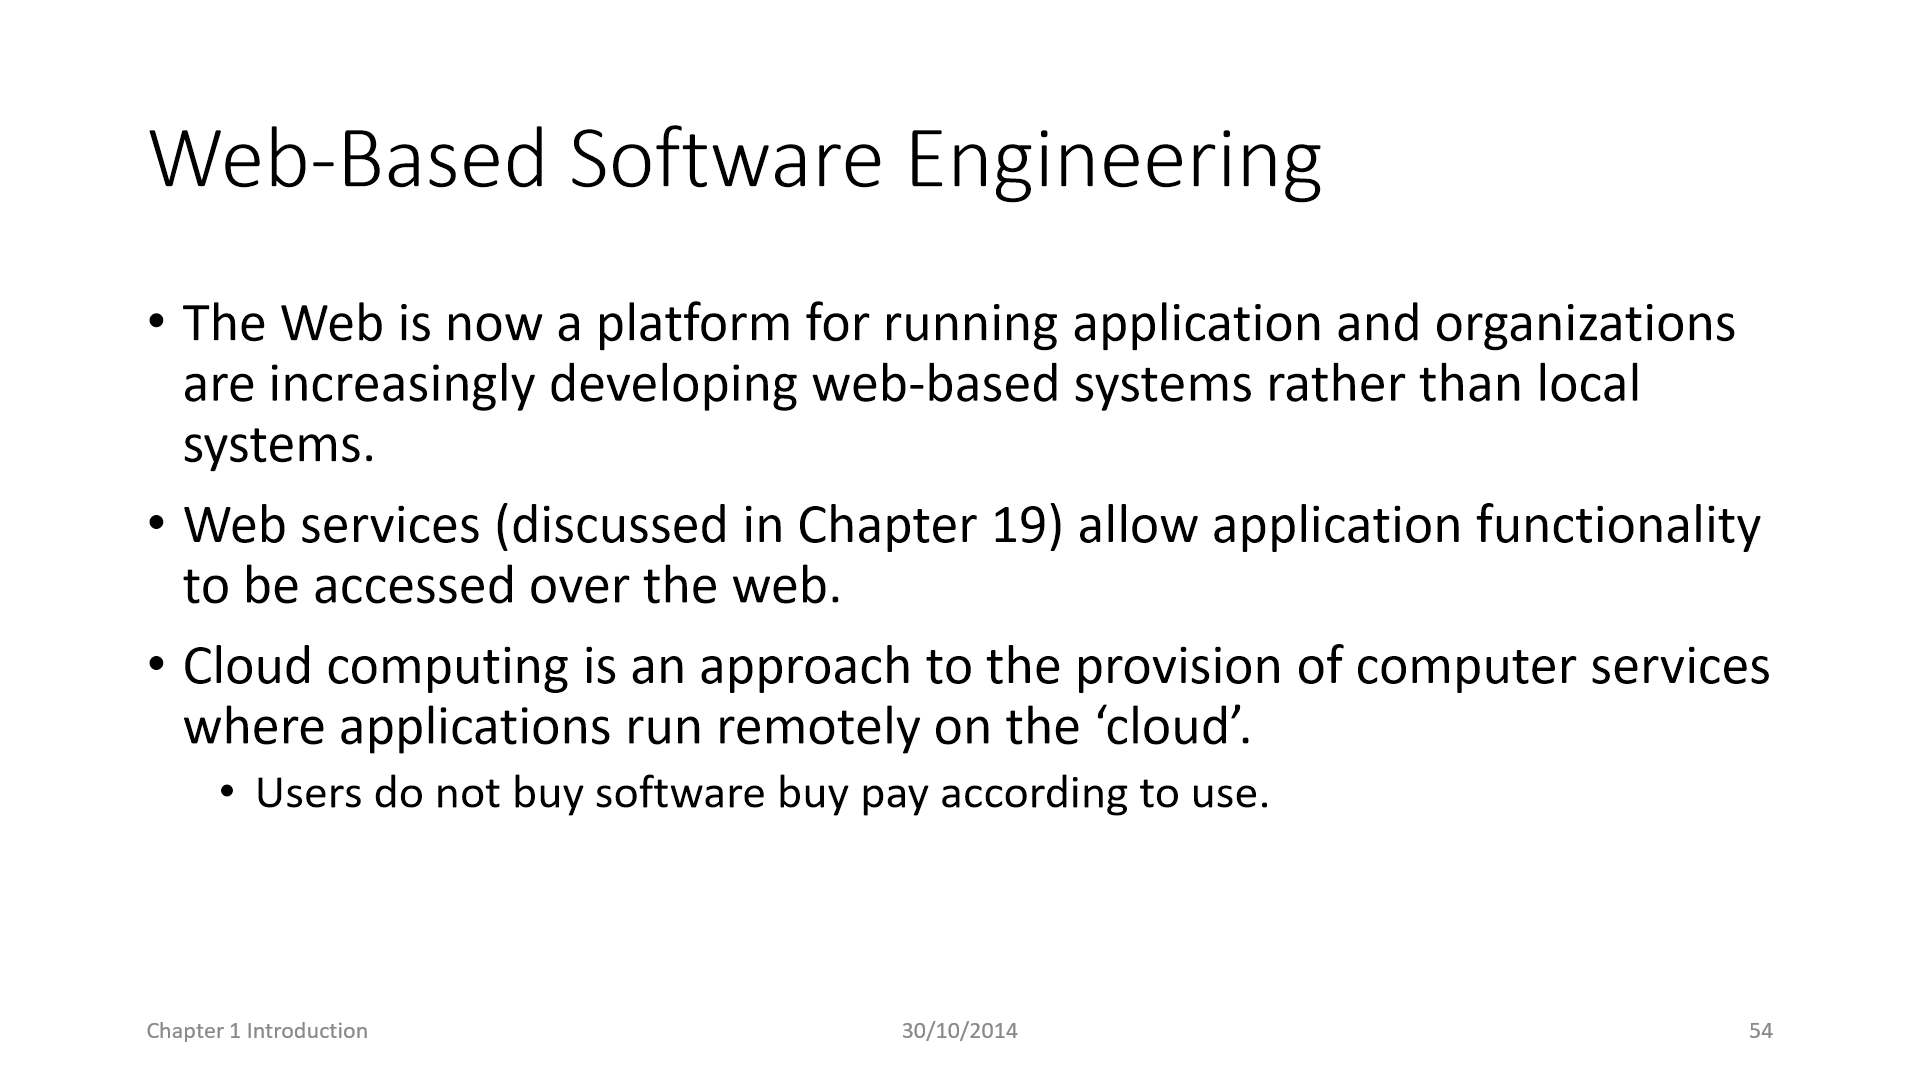 Web-Based Software Engineering
• The Web is now a platform for running application and organizations
are increasingly developing web-based systems rather than local
systems.
• Web services (discussed in Chapter 19) allow application functionality
to be accessed over the web.
• Cloud computing is an approach to the provision of computer services
where applications run remotely on the ‘cloud’.
• Users do not buy software buy pay according to use.
Chapter 1 Introduction
30/10/2014
54